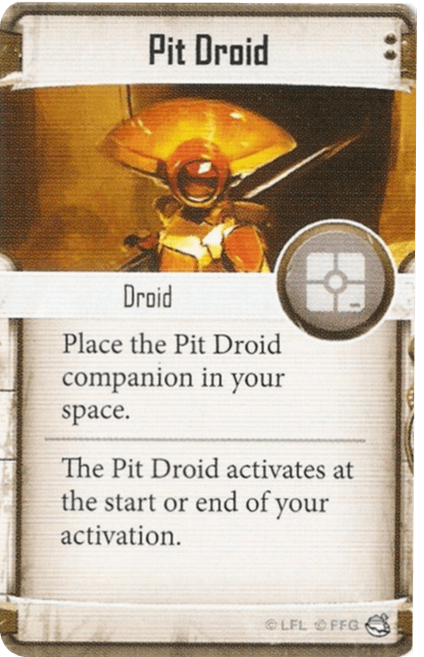 Pit Droid
Droid
Place the Pit Droid
companion in your
space.
The Pit Droid activates at
the start or end of your
activation.
© LFL © FFG